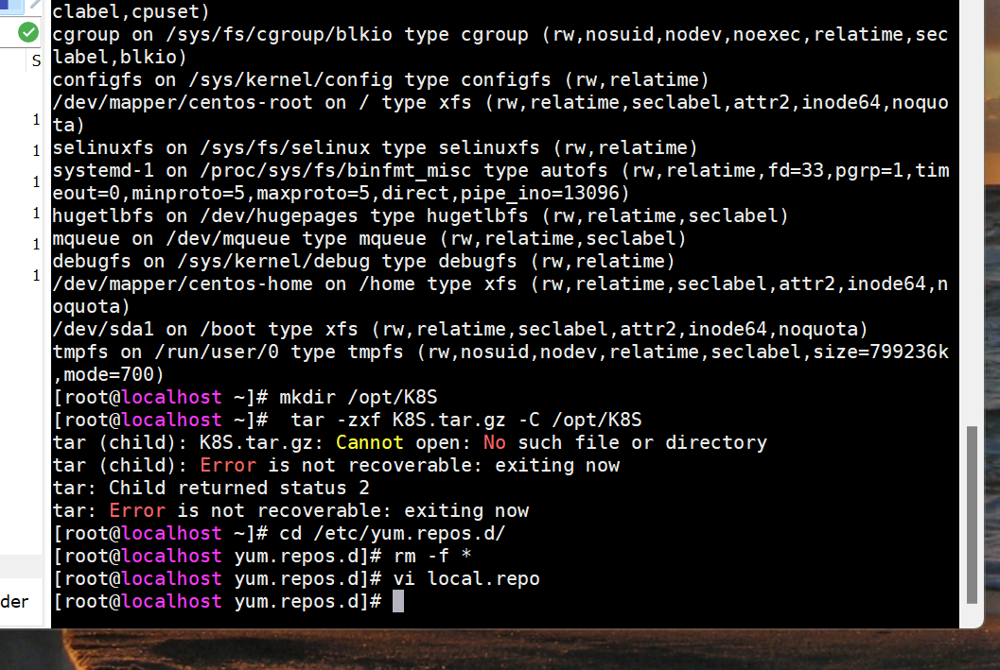 clabel,cpuset)
cgroup on /sys/fs/cgroup/blkio type cgroup (rw,nosuid,nodev,noexec,relatime,sec
label,blkio)
S
configfs on /sys/kernel/config type configfs (rw,relatime)
/dev/mapper/centos-root on / type xfs (rw,relatime,seclabel,attr2,inode64,noquo
1
ta)
selinuxfs on /sys/fs/selinux type selinuxfs (rw,relatime)
1
systemd-1 on /proc/sys/fs/binfmt_misc type autofs (rw,relatime,fd=33,pgrp=1,tim
1
eout=0,minproto=5,maxproto=5,direct,pipe_ino=13096)
1
hugetlbfs on /dev/hugepages type hugetlbfs (rw,relatime,seclabel)
mqueue on /dev/mqueue type mqueue (rw,relatime,seclabel)
1
debugfs on /sys/kernel/debug type debugfs (rw,relatime)
1
/dev/mapper/centos-home on /home type xfs (rw,relatime,seclabel,attr2,inode64,n
oquota)
/dev/sda1 on /boot type xfs (rw,relatime,seclabel,attr2,inode64,noquota)
tmpfs on /run/user/0 type tmpfs (rw,nosuid,nodev,relatime,seclabel,size=799236k
,mode=700)
[root@localhost ~]# mkdir /opt/K8S
[root@localhost ~]#  tar -zxf K8S.tar.gz -C /opt/K8S
tar (child): K8S.tar.gz: Cannot open: No such file or directory
tar (child): Error is not recoverable: exiting now
tar: Child returned status 2
tar: Error is not recoverable: exiting now
[root@localhost ~]# cd /etc/yum.repos.d/
[root@localhost yum.repos.d]# rm -f *
[root@localhost yum.repos.d]# vi local.repo
der
[root@localhost yum.repos.d]#